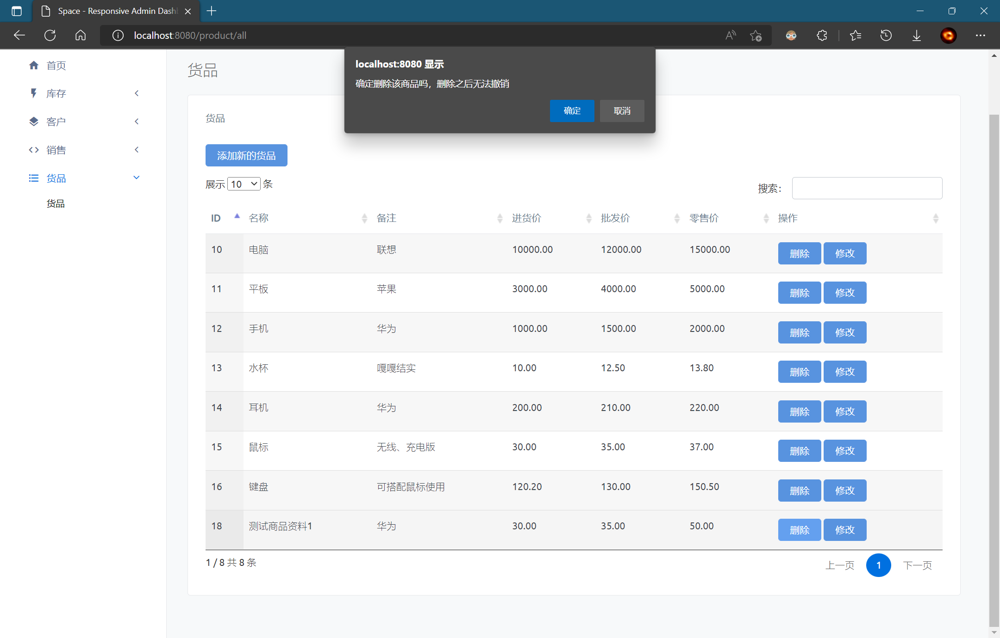 Space - Responsive Admin Dash
localhost:8080/product/all
localhost:8080 显示
确定删除该商品吗，删除之后无法撤销
确定 取消
首页
库存
客户
销售
货品
货品
货品
货品
添加新的货品
展示 10 条
搜索：
ID 名称 备注 进货价 批发价 零售价 操作
10 电脑 联想 10000.00 12000.00 15000.00 删除 修改
11 平板 苹果 3000.00 4000.00 5000.00 删除 修改
12 手机 华为 1000.00 1500.00 2000.00 删除 修改
13 水杯 嘎嘎结实 10.00 12.50 13.80 删除 修改
14 耳机 华为 200.00 210.00 220.00 删除 修改
15 鼠标 无线、充电版 30.00 35.00 37.00 删除 修改
16 键盘 可搭配鼠标使用 120.20 130.00 150.50 删除 修改
18 测试商品资料1 华为 30.00 35.00 50.00 删除 修改
1 / 8 共 8 条
上一页 1 下一页